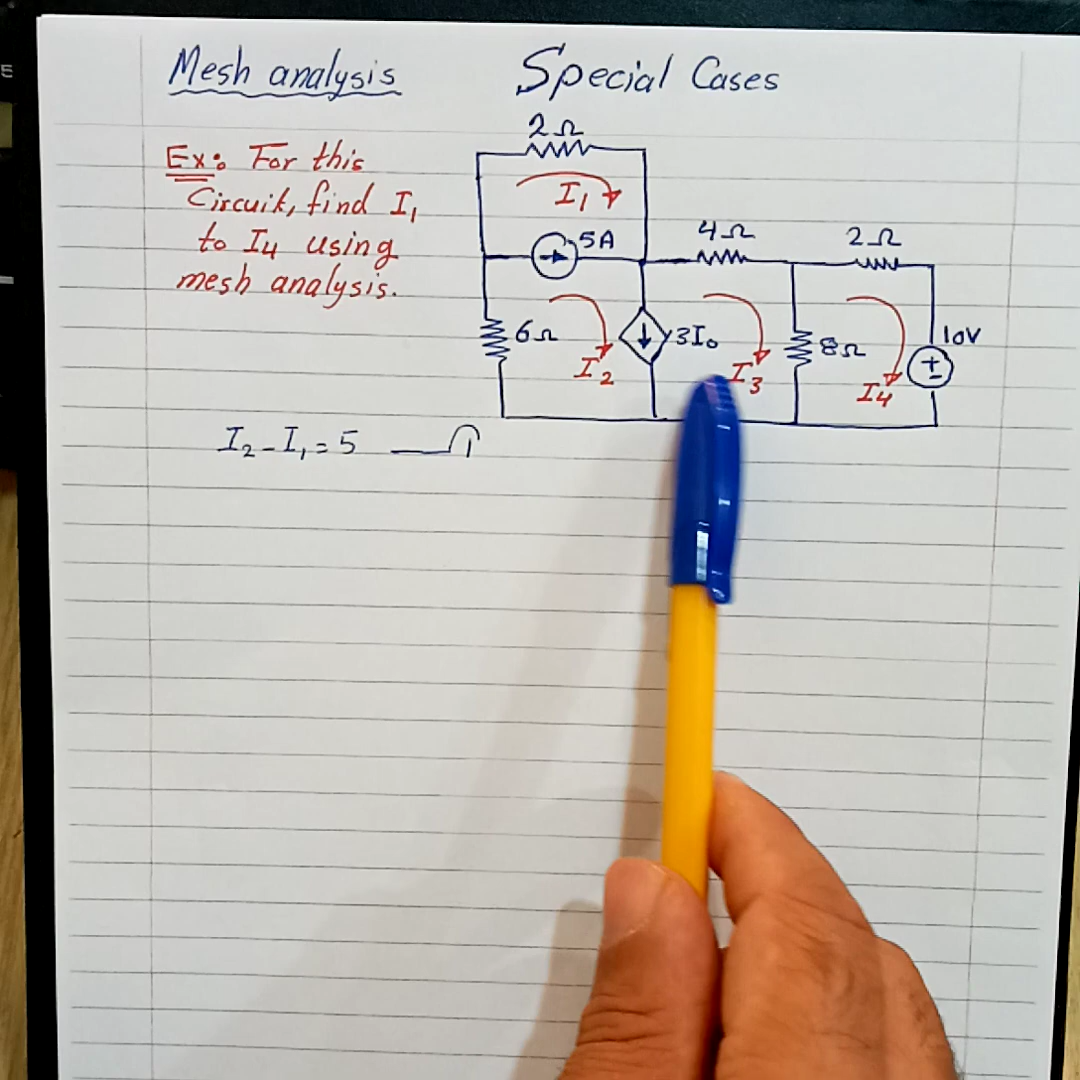 Mesh analysis Special Cases
Ex: For this
Circuit, find I₁
to I₄ using
mesh analysis.
2Ω
I₁
5A
4Ω
2Ω
6Ω
I₂
3I₀
I₃
8Ω
I₄
10V
+
-
I₂-I₁=5 — 1
E